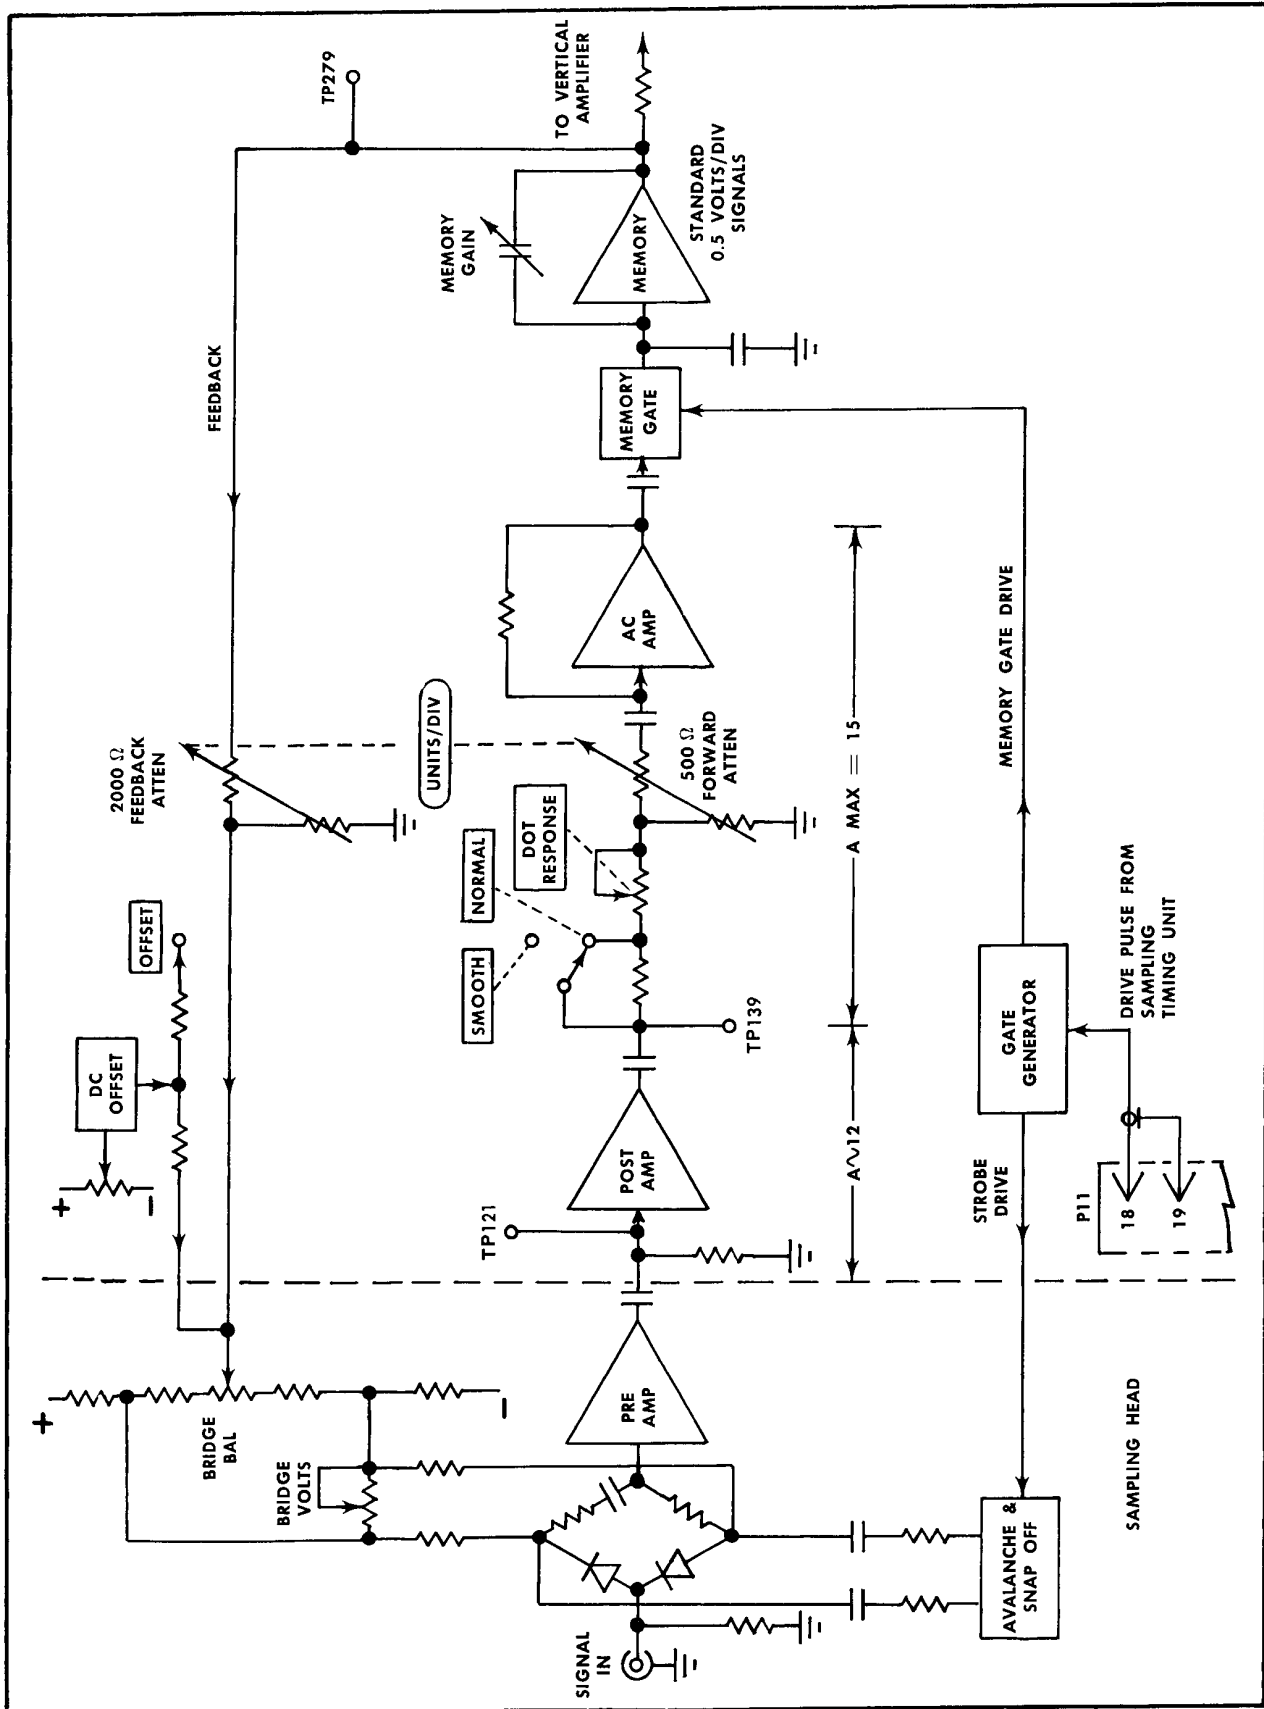 TP279
TO VERTICAL
AMPLIFIER
FEEDBACK
MEMORY
GAIN
MEMORY
STANDARD
0.5 VOLTS/DIV
SIGNALS
MEMORY
GATE
AC
AMP
2000 Ω
FEEDBACK
ATTEN
UNITS/DIV
500 Ω
FORWARD
ATTEN
DOT
RESPONSE
NORMAL
SMOOTH
OFFSET
DC
OFFSET
+
−
TP139
POST
AMP
TP121
A MAX = 15
A∿12
MEMORY GATE DRIVE
GATE
GENERATOR
DRIVE PULSE FROM
SAMPLING
TIMING UNIT
STROBE
DRIVE
P11
18
19
+
−
BRIDGE
BAL
BRIDGE
VOLTS
PRE
AMP
SIGNAL
IN
AVALANCHE &
SNAP OFF
SAMPLING HEAD